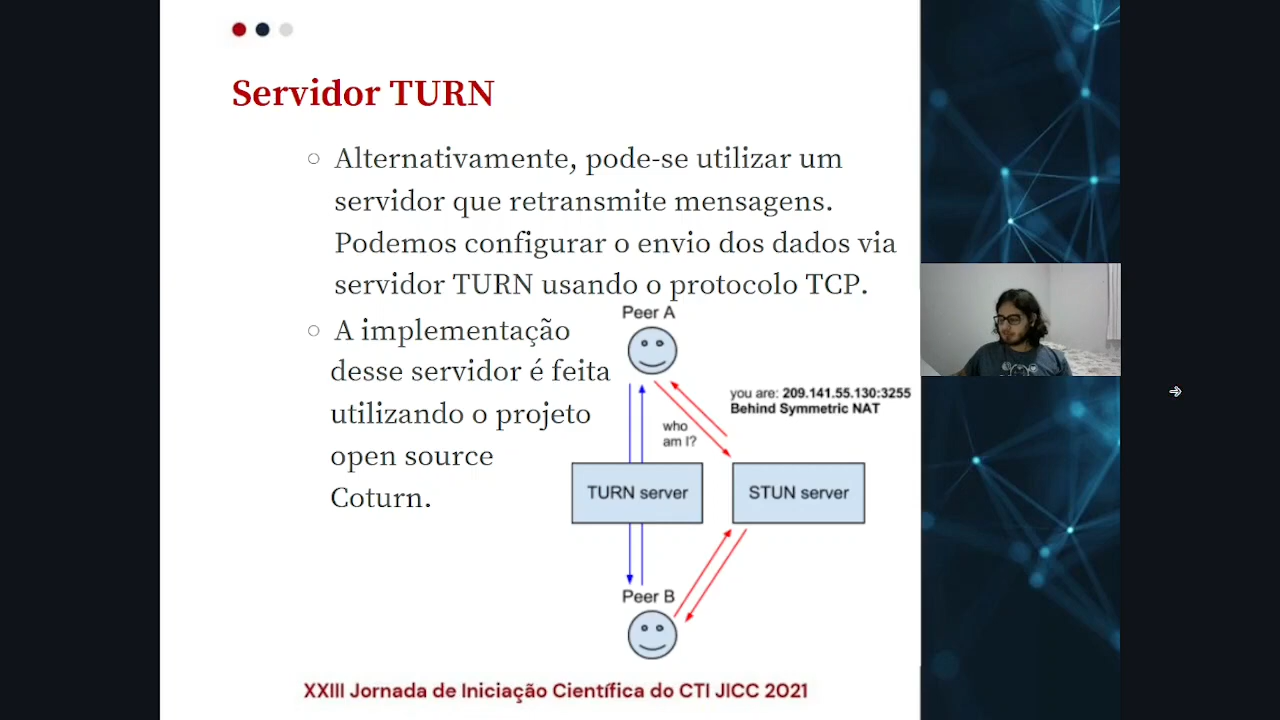 Servidor TURN
Alternativamente, pode-se utilizar um
servidor que retransmite mensagens.
Podemos configurar o envio dos dados via
servidor TURN usando o protocolo TCP.
A implementação
desse servidor é feita
utilizando o projeto
open source
Coturn.
Peer A
you are: 209.141.55.130:3255
Behind Symmetric NAT
who
am I?
TURN server
STUN server
Peer B
XXIII Jornada de Iniciação Científica do CTI JICC 2021